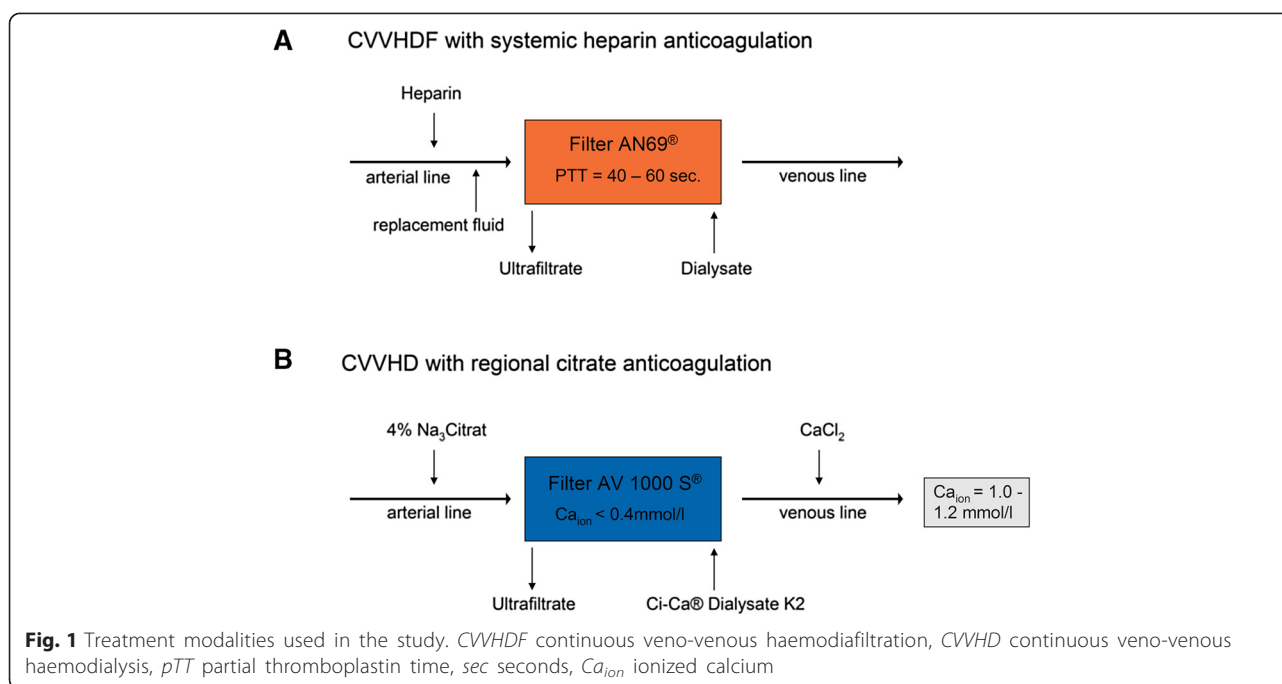 A CVVHDF with systemic heparin anticoagulation
Heparin
Filter AN69®
PTT = 40 – 60 sec.
arterial line
venous line
replacement fluid
Ultrafiltrate
Dialysate
B CVVHD with regional citrate anticoagulation
4% Na₃Citrat
CaCl₂
Filter AV 1000 S®
Ca_ion < 0.4mmol/l
arterial line
venous line
Ca_ion = 1.0 -
1.2 mmol/l
Ultrafiltrate
Ci-Ca® Dialysate K2
Fig. 1 Treatment modalities used in the study. CVVHDF continuous veno-venous haemodiafiltration, CVVHD continuous veno-venous
haemodialysis, pTT partial thromboplastin time, sec seconds, Ca_ion ionized calcium